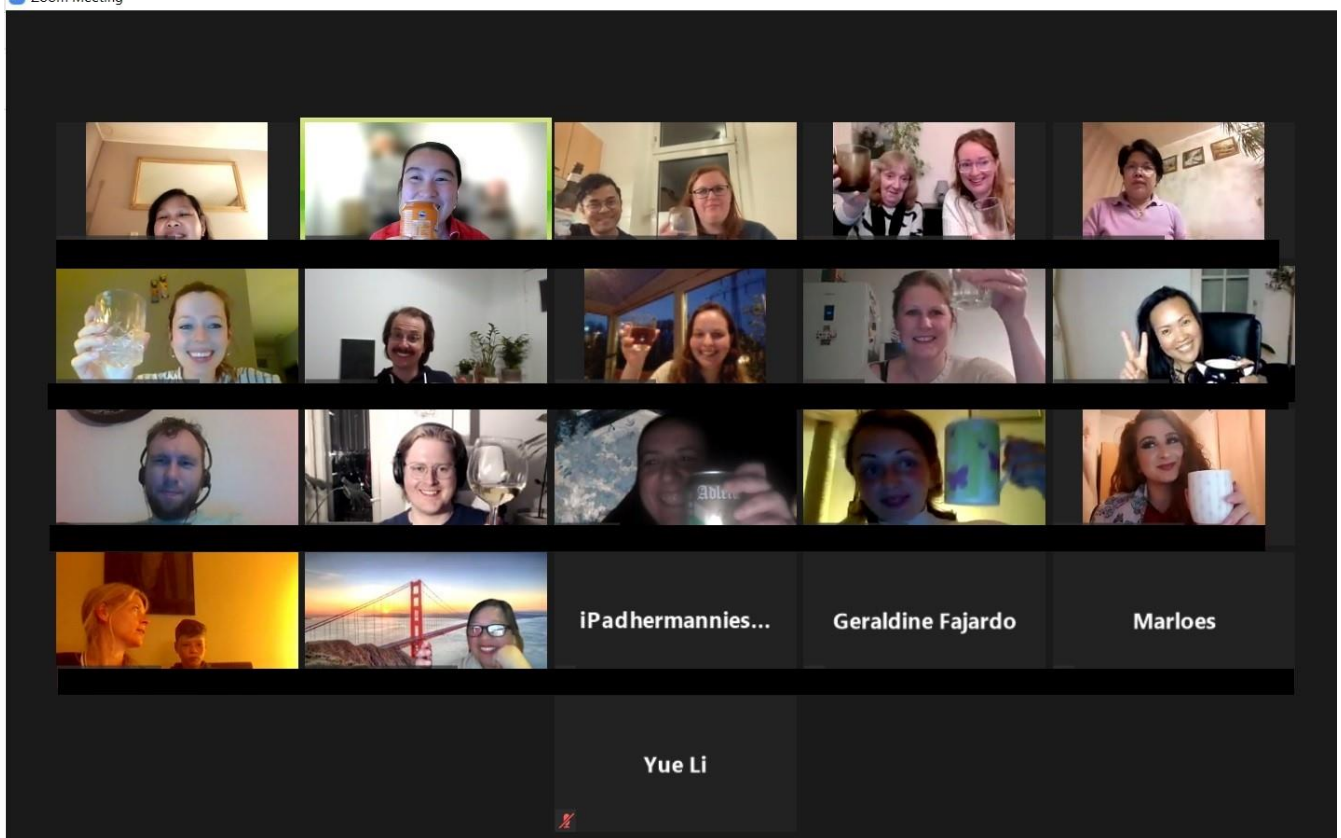 Zoom Meeting
Adler
iPadhermannies...
Geraldine Fajardo
Marloes
Yue Li